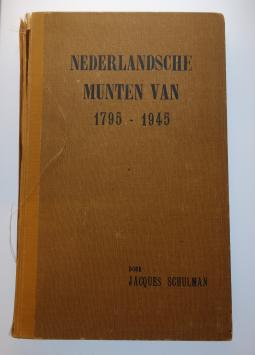 NEDERLANDSCHE
MUNTEN VAN
1795 - 1945
DOOR
JACQUES SCHULMAN